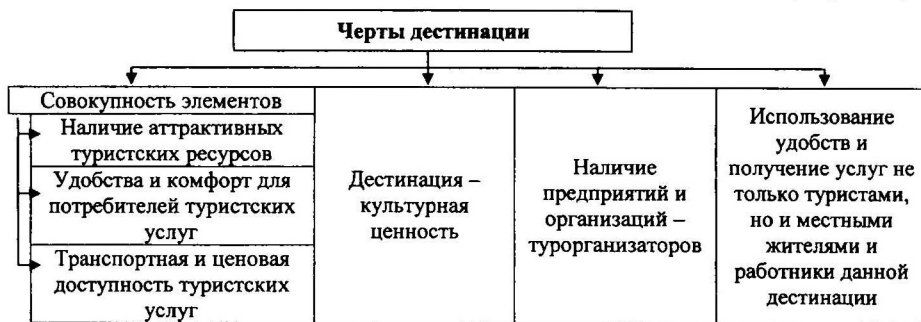 Черты дестинации
Совокупность элементов
Наличие аттрактивных
туристских ресурсов
Удобства и комфорт для
потребителей туристских
услуг
Транспортная и ценовая
доступность туристских
услуг
Дестинация –
культурная
ценность
Наличие
предприятий и
организаций –
турорганизаторов
Использование
удобств и
получение услуг не
только туристами,
но и местными
жителями и
работники данной
дестинации